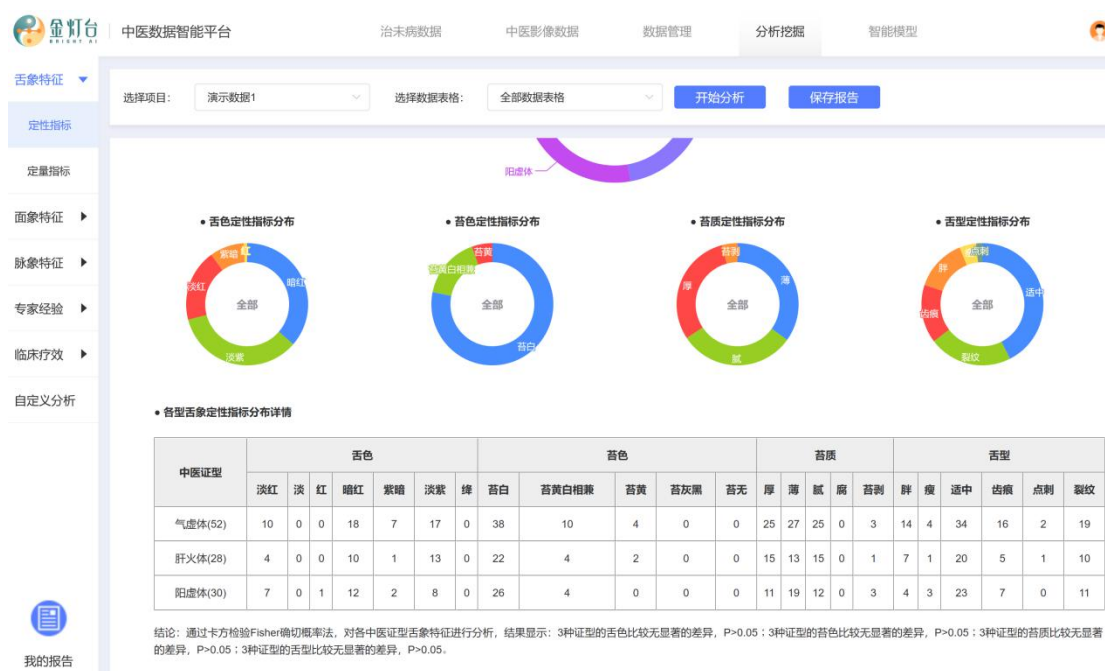 金灯台 中医数据智能平台 治未病数据 中医影像数据 数据管理 分析挖掘 智能模型
BRIGHT AI
舌象特征
定性指标
定量指标
面象特征
脉象特征
专家经验
临床疗效
自定义分析
我的报告
选择项目： 演示数据1 选择数据表格： 全部数据表格 开始分析 保存报告
阳虚体
• 舌色定性指标分布 • 苔色定性指标分布 • 苔质定性指标分布 • 舌型定性指标分布
红 紫暗 淡红 暗红 淡紫 全部
苔黄 苔黄白相兼 苔白 全部
苔剥 厚 薄 腻 全部
点刺 胖 齿痕 适中 裂纹 全部
• 各型舌象定性指标分布详情
中医证型 舌色 苔色 苔质 舌型
淡红 淡 红 暗红 紫暗 淡紫 绛 苔白 苔黄白相兼 苔黄 苔灰黑 苔无 厚 薄 腻 腐 苔剥 胖 瘦 适中 齿痕 点刺 裂纹
气虚体(52) 10 0 0 18 7 17 0 38 10 4 0 0 25 27 25 0 3 14 4 34 16 2 19
肝火体(28) 4 0 0 10 1 13 0 22 4 2 0 0 15 13 15 0 1 7 1 20 5 1 10
阳虚体(30) 7 0 1 12 2 8 0 26 4 0 0 0 11 19 12 0 3 4 3 23 7 0 11
结论：通过卡方检验Fisher确切概率法，对各中医证型舌象特征进行分析，结果显示：3种证型的舌色比较无显著的差异，P>0.05；3种证型的苔色比较无显著的差异，P>0.05；3种证型的苔质比较无显著
的差异，P>0.05；3种证型的舌型比较无显著的差异，P>0.05。